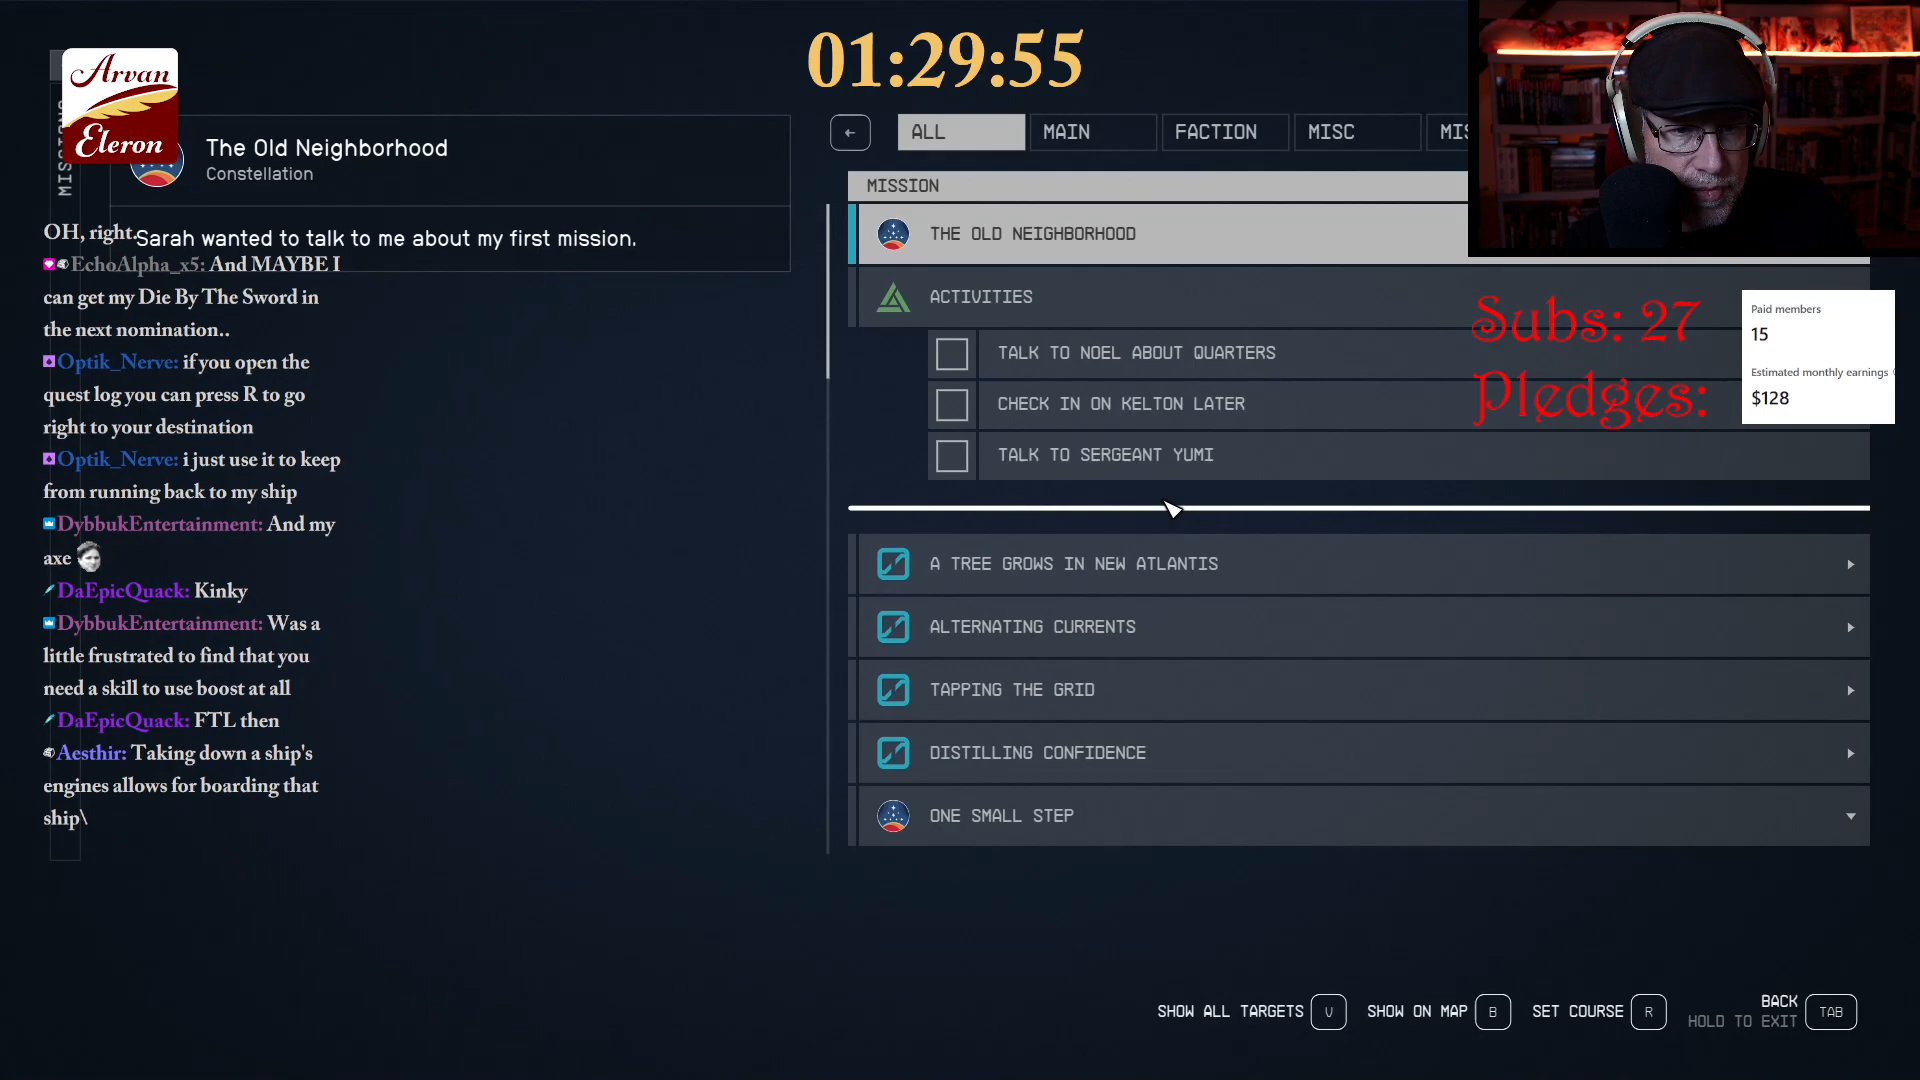 01:29:55
Arvan
Eleron
The Old Neighborhood
Constellation
Sarah wanted to talk to me about my first mission.
OH, right.
EchoAlpha_x5: And MAYBE I
can get my Die By The Sword in
the next nomination..
Optik_Nerve: if you open the
quest log you can press R to go
right to your destination
Optik_Nerve: i just use it to keep
from running back to my ship
DybbukEntertainment: And my
axe
DaEpicQuack: Kinky
DybbukEntertainment: Was a
little frustrated to find that you
need a skill to use boost at all
DaEpicQuack: FTL then
Aesthir: Taking down a ship's
engines allows for boarding that
ship\
ALL
MAIN
FACTION
MISC
MIS
MISSION
THE OLD NEIGHBORHOOD
ACTIVITIES
TALK TO NOEL ABOUT QUARTERS
CHECK IN ON KELTON LATER
TALK TO SERGEANT YUMI
A TREE GROWS IN NEW ATLANTIS
ALTERNATING CURRENTS
TAPPING THE GRID
DISTILLING CONFIDENCE
ONE SMALL STEP
Subs: 27
Pledges:
Paid members
15
Estimated monthly earnings
$128
SHOW ALL TARGETS V
SHOW ON MAP B
SET COURSE R
BACK TAB
HOLD TO EXIT